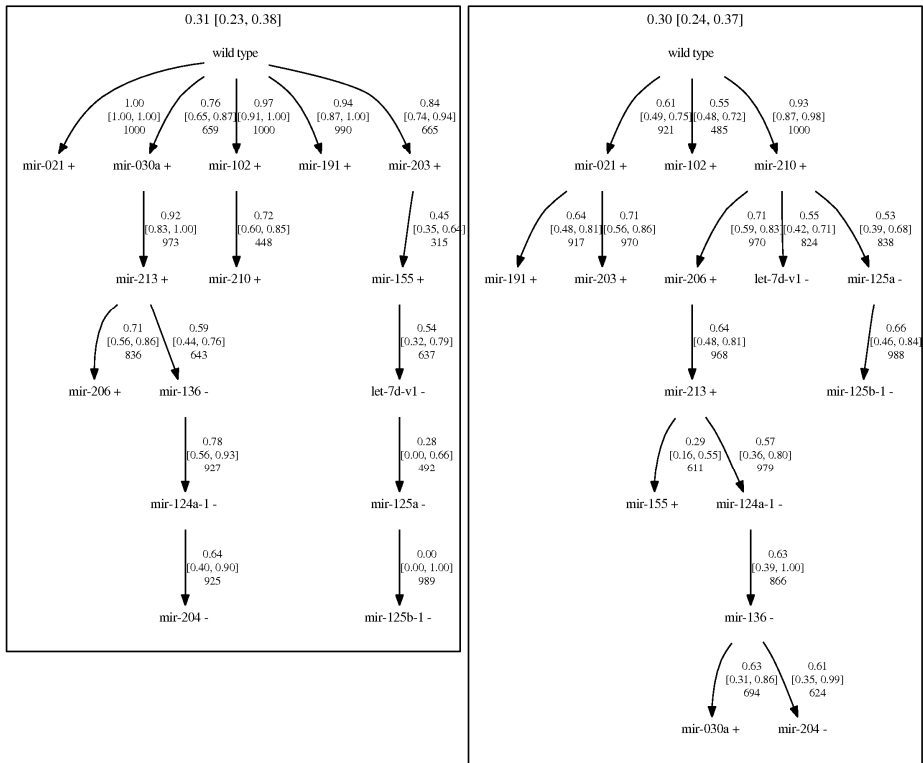 0.31 [0.23, 0.38]
wild type
1.00
[1.00, 1.00]
1000
0.76
[0.65, 0.87]
659
0.97
[0.91, 1.00]
1000
0.94
[0.87, 1.00]
990
0.84
[0.74, 0.94]
665
mir-021 +
mir-030a +
mir-102 +
mir-191 +
mir-203 +
0.92
[0.83, 1.00]
973
0.72
[0.60, 0.85]
448
0.45
[0.35, 0.64]
315
mir-213 +
mir-210 +
mir-155 +
0.71
[0.56, 0.86]
836
0.59
[0.44, 0.76]
643
0.54
[0.32, 0.79]
637
mir-206 +
mir-136 -
let-7d-v1 -
0.78
[0.56, 0.93]
927
0.28
[0.00, 0.66]
492
mir-124a-1 -
mir-125a -
0.64
[0.40, 0.90]
925
0.00
[0.00, 1.00]
989
mir-204 -
mir-125b-1 -
0.30 [0.24, 0.37]
wild type
0.61
[0.49, 0.75]
921
0.55
[0.48, 0.72]
485
0.93
[0.87, 0.98]
1000
mir-021 +
mir-102 +
mir-210 +
0.64
[0.48, 0.81]
917
0.71
[0.56, 0.86]
970
0.71
[0.59, 0.83]
970
0.55
[0.42, 0.71]
824
0.53
[0.39, 0.68]
838
mir-191 +
mir-203 +
mir-206 +
let-7d-v1 -
mir-125a -
0.64
[0.48, 0.81]
968
0.66
[0.46, 0.84]
988
mir-213 +
mir-125b-1 -
0.29
[0.16, 0.55]
611
0.57
[0.36, 0.80]
979
mir-155 +
mir-124a-1 -
0.63
[0.39, 1.00]
866
mir-136 -
0.63
[0.31, 0.86]
694
0.61
[0.35, 0.99]
624
mir-030a +
mir-204 -